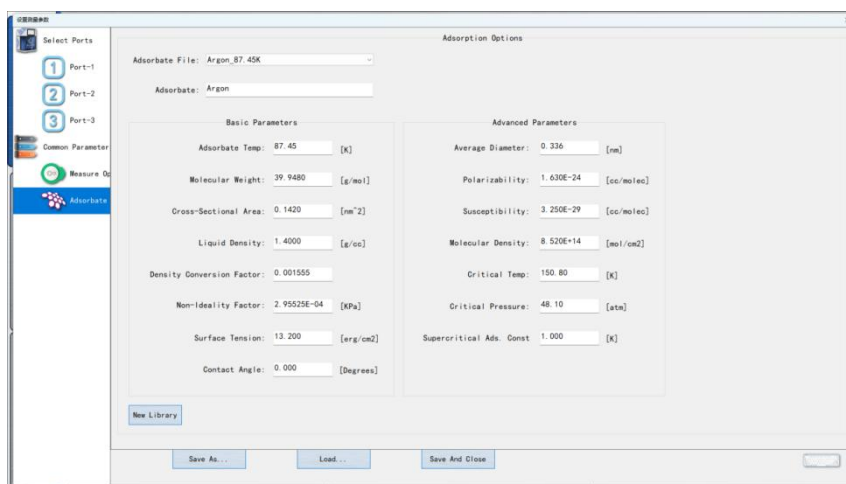 设置测量参数
Select Ports
1 Port-1
2 Port-2
3 Port-3
Common Parameter
On Measure Op
Adsorbate
Adsorption Options
Adsorbate File: Argon_87.45K
Adsorbate: Argon
Basic Parameters
Adsorbate Temp: 87.45 [K]
Molecular Weight: 39.9480 [g/mol]
Cross-Sectional Area: 0.1420 [nm^2]
Liquid Density: 1.4000 [g/cc]
Density Conversion Factor: 0.001555
Non-Ideality Factor: 2.95525E-04 [KPa]
Surface Tension: 13.200 [erg/cm2]
Contact Angle: 0.000 [Degrees]
Advanced Parameters
Average Diameter: 0.336 [nm]
Polarizability: 1.630E-24 [cc/molec]
Susceptibility: 3.250E-29 [cc/molec]
Molecular Density: 8.520E+14 [mol/cm2]
Critical Temp: 150.80 [K]
Critical Pressure: 48.10 [atm]
Supercritical Ads. Const 1.000 [K]
New Library
Save As... Load... Save And Close